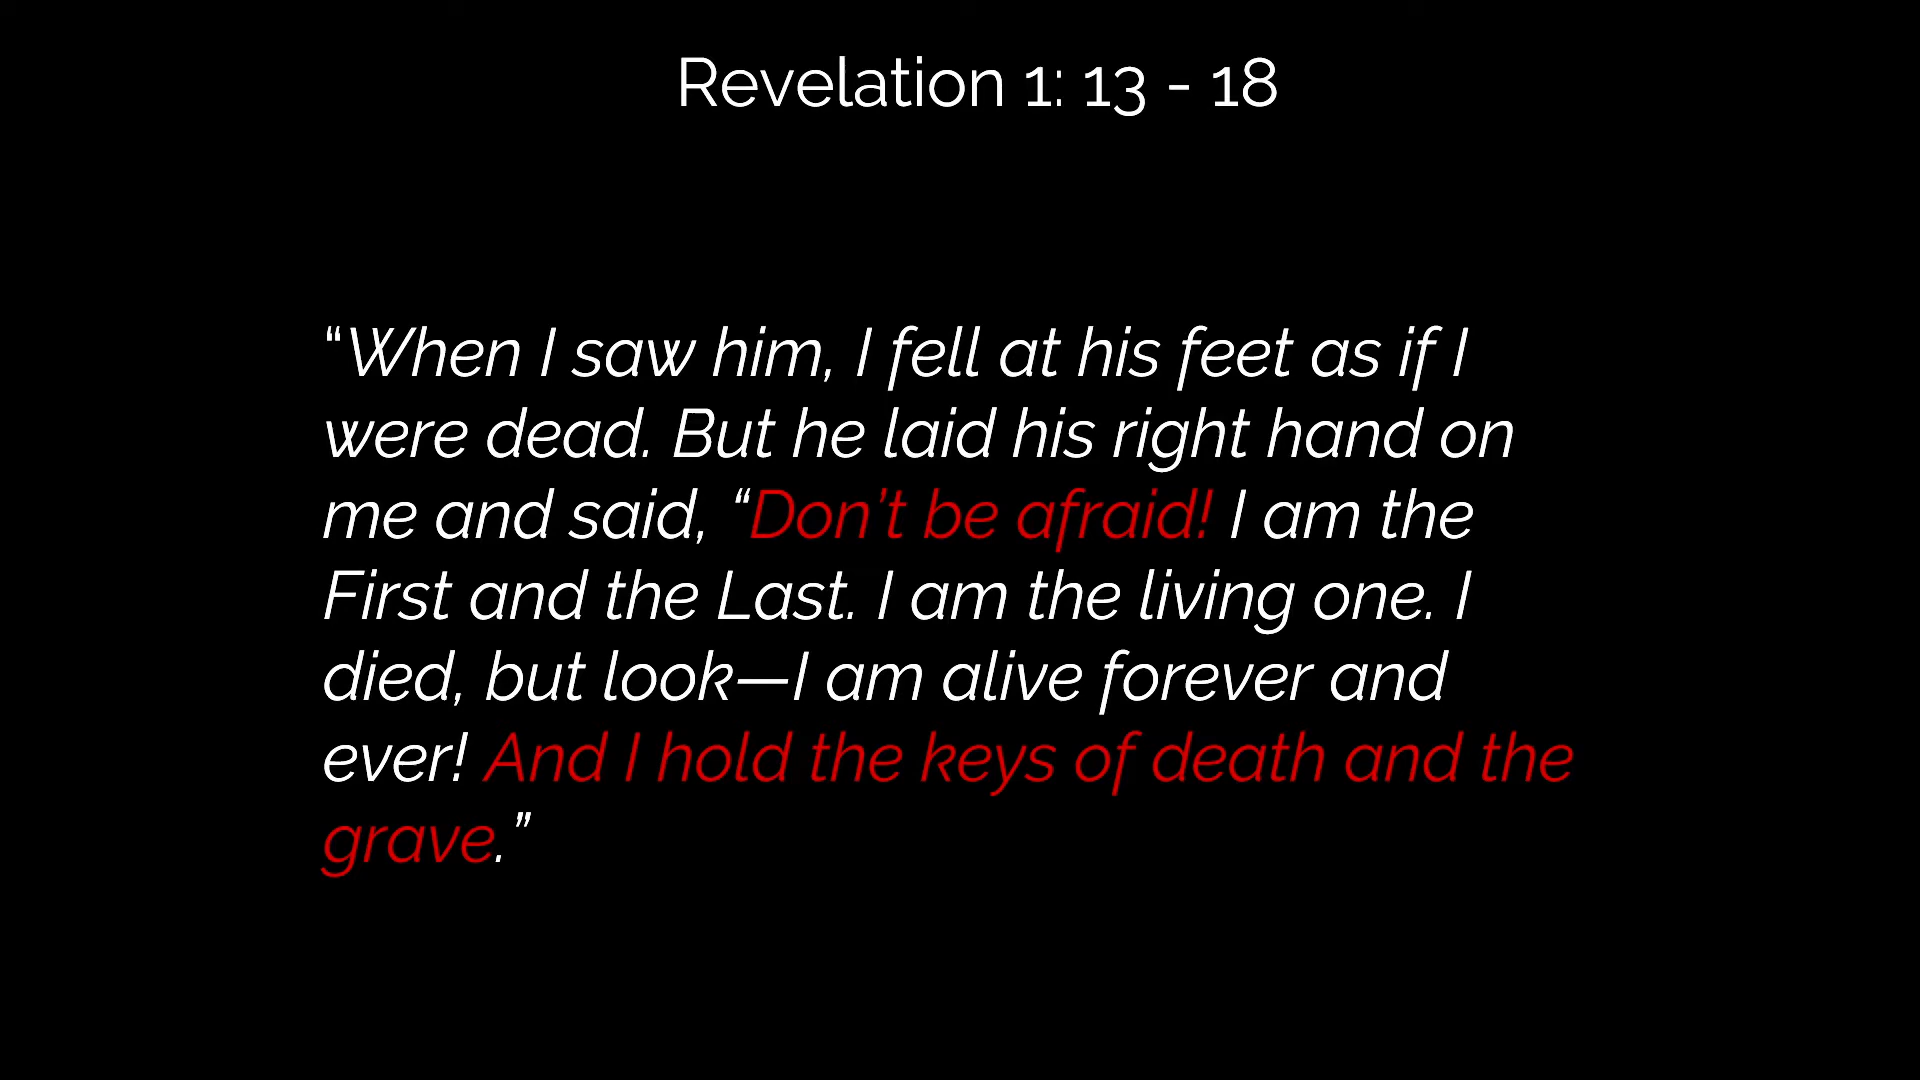 Revelation 1: 13 - 18
“When I saw him, I fell at his feet as if I
were dead. But he laid his right hand on
me and said, “Don’t be afraid! I am the
First and the Last. I am the living one. I
died, but look—I am alive forever and
ever! And I hold the keys of death and the
grave.”